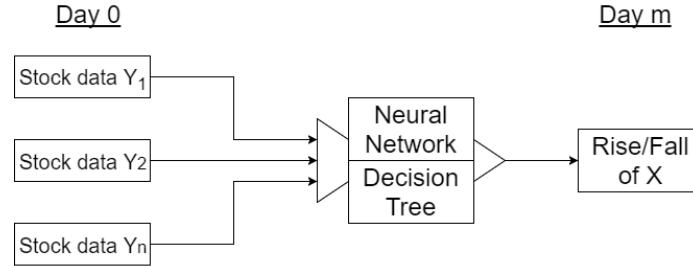 Day 0
Day m
Stock data Y1
Stock data Y2
Stock data Yn
Neural
Network
Decision
Tree
Rise/Fall
of X